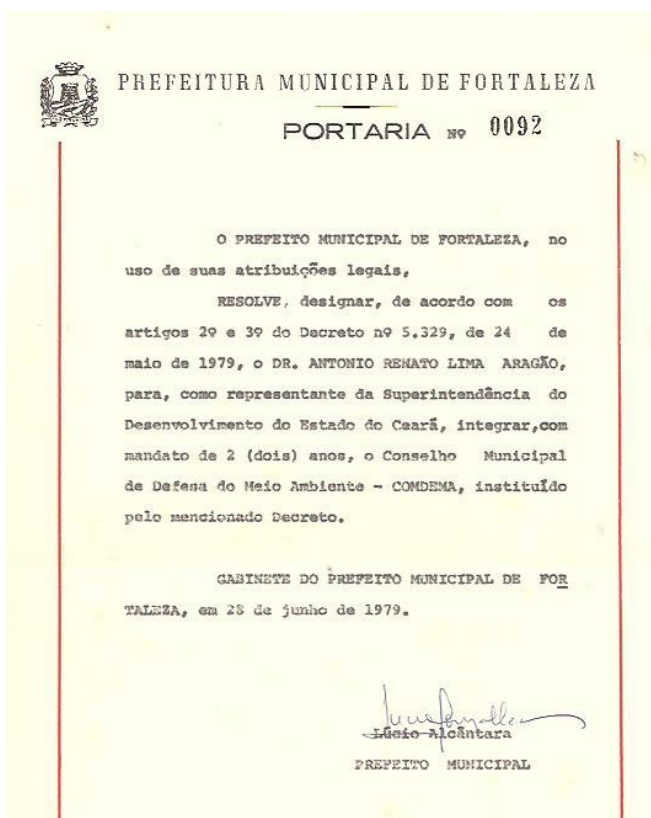 PREFEITURA MUNICIPAL DE FORTALEZA
PORTARIA Nº 0092
O PREFEITO MUNICIPAL DE FORTALEZA, no
uso de suas atribuições legais,
RESOLVE, designar, de acordo com os
artigos 2º e 3º do Decreto nº 5.329, de 24 de
maio de 1979, o DR. ANTONIO RENATO LIMA ARAGÃO,
para, como representante da Superintendência do
Desenvolvimento do Estado do Ceará, integrar,com
mandato de 2 (dois) anos, o Conselho Municipal
de Defesa do Meio Ambiente - COMDEMA, instituído
pelo mencionado Decreto.
GABINETE DO PREFEITO MUNICIPAL DE FOR
TALEZA, em 28 de junho de 1979.
Lúcio Alcântara
PREFEITO MUNICIPAL